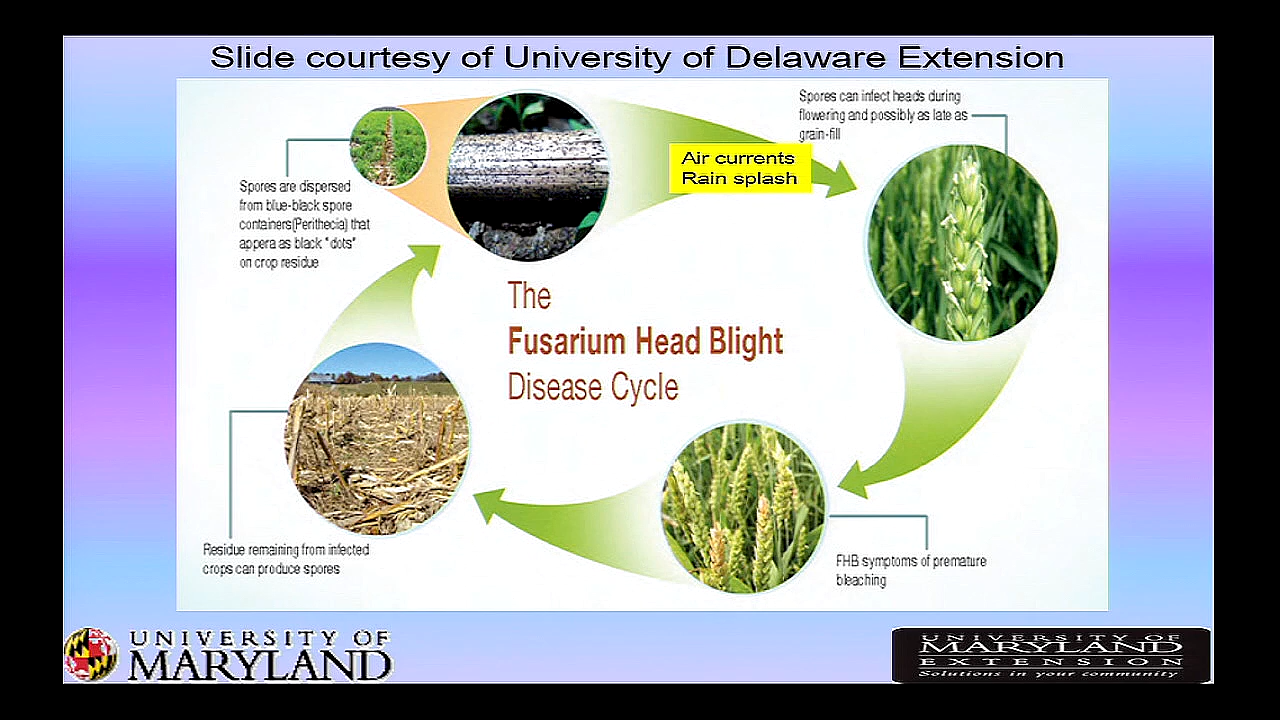 Slide courtesy of University of Delaware Extension
Spores can infect heads during
flowering and possibly as late as
grain-fill
Air currents
Rain splash
Spores are dispersed
from blue-black spore
containers(Perithecia) that
appera as black "dots"
on crop residue
The
Fusarium Head Blight
Disease Cycle
Residue remaining from infected
crops can produce spores
FHB symptoms of premature
bleaching
UNIVERSITY OF
MARYLAND
UNIVERSITY OF
MARYLAND
EXTENSION
Solutions in your community